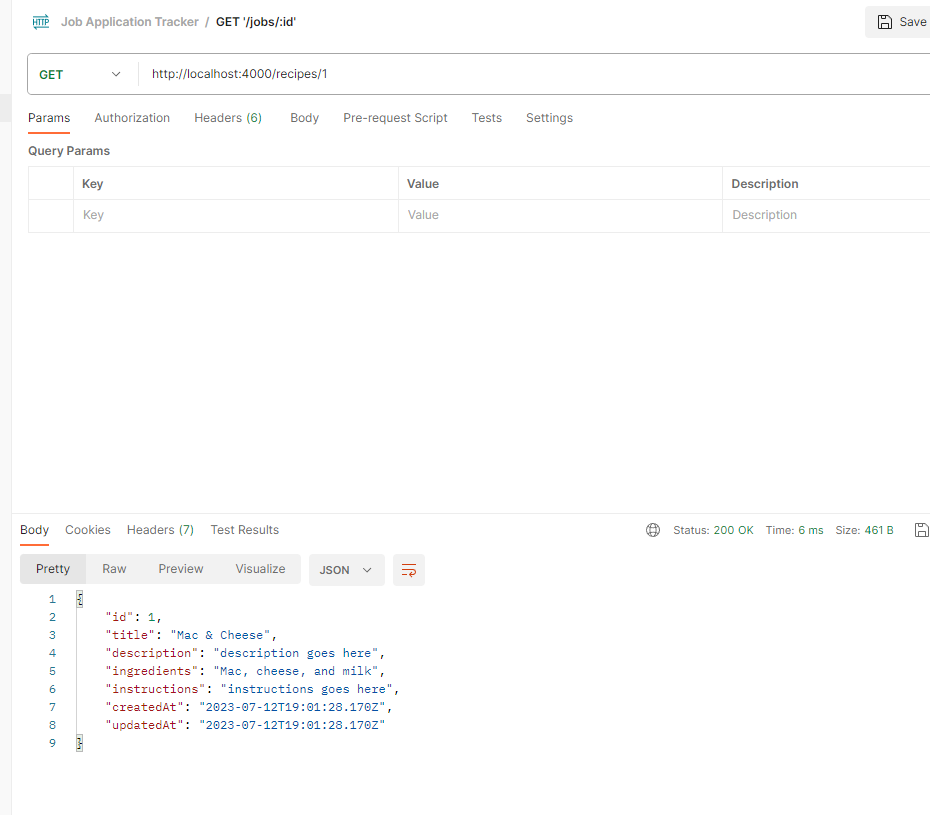 HTTP Job Application Tracker / GET '/jobs/:id' Save
GET http://localhost:4000/recipes/1
Params Authorization Headers (6) Body Pre-request Script Tests Settings
Query Params
Key Value Description
Key Value Description
Body Cookies Headers (7) Test Results Status: 200 OK Time: 6 ms Size: 461 B
Pretty Raw Preview Visualize JSON
1 {
2 "id": 1,
3 "title": "Mac & Cheese",
4 "description": "description goes here",
5 "ingredients": "Mac, cheese, and milk",
6 "instructions": "instructions goes here",
7 "createdAt": "2023-07-12T19:01:28.170Z",
8 "updatedAt": "2023-07-12T19:01:28.170Z"
9 }